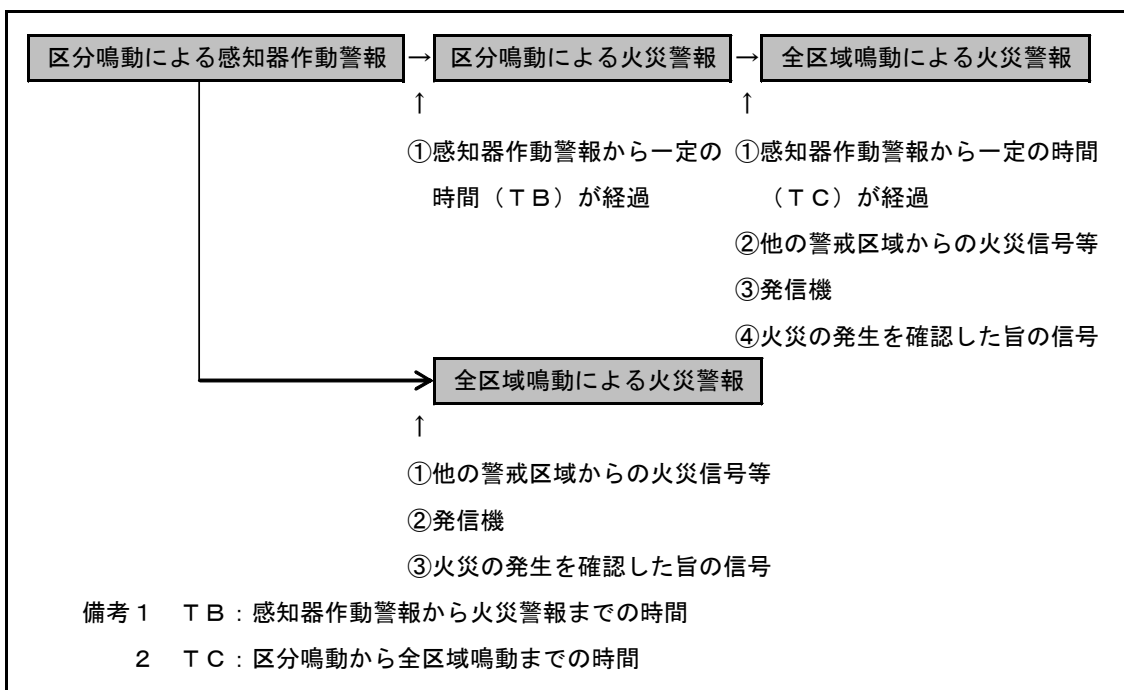 区分鳴動による感知器作動警報 → 区分鳴動による火災警報 → 全区域鳴動による火災警報
↑ ↑
①感知器作動警報から一定の ①感知器作動警報から一定の時間
時間（ＴＢ）が経過 （ＴＣ）が経過
②他の警戒区域からの火災信号等
③発信機
④火災の発生を確認した旨の信号
全区域鳴動による火災警報
↑
①他の警戒区域からの火災信号等
②発信機
③火災の発生を確認した旨の信号
備考１　ＴＢ：感知器作動警報から火災警報までの時間
２　ＴＣ：区分鳴動から全区域鳴動までの時間